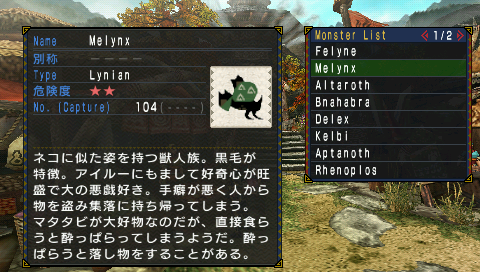 Name Melynx
別称 -----
Type Lynian
危険度 ★★
No. (Capture) 104(----)
ネコに似た姿を持つ獣人族。黒毛が
特徴。アイルーにもまして好奇心が旺
盛で大の悪戯好き。手癖が悪く人から
物を盗み集落に持ち帰ってしまう。
マタタビが大好物なのだが、直接食ら
うと酔っぱらってしまうようだ。酔っ
ぱらうと落し物をすることがある。
Monster List 1/2
Felyne
Melynx
Altaroth
Bnahabra
Delex
Kelbi
Aptanoth
Rhenoplos